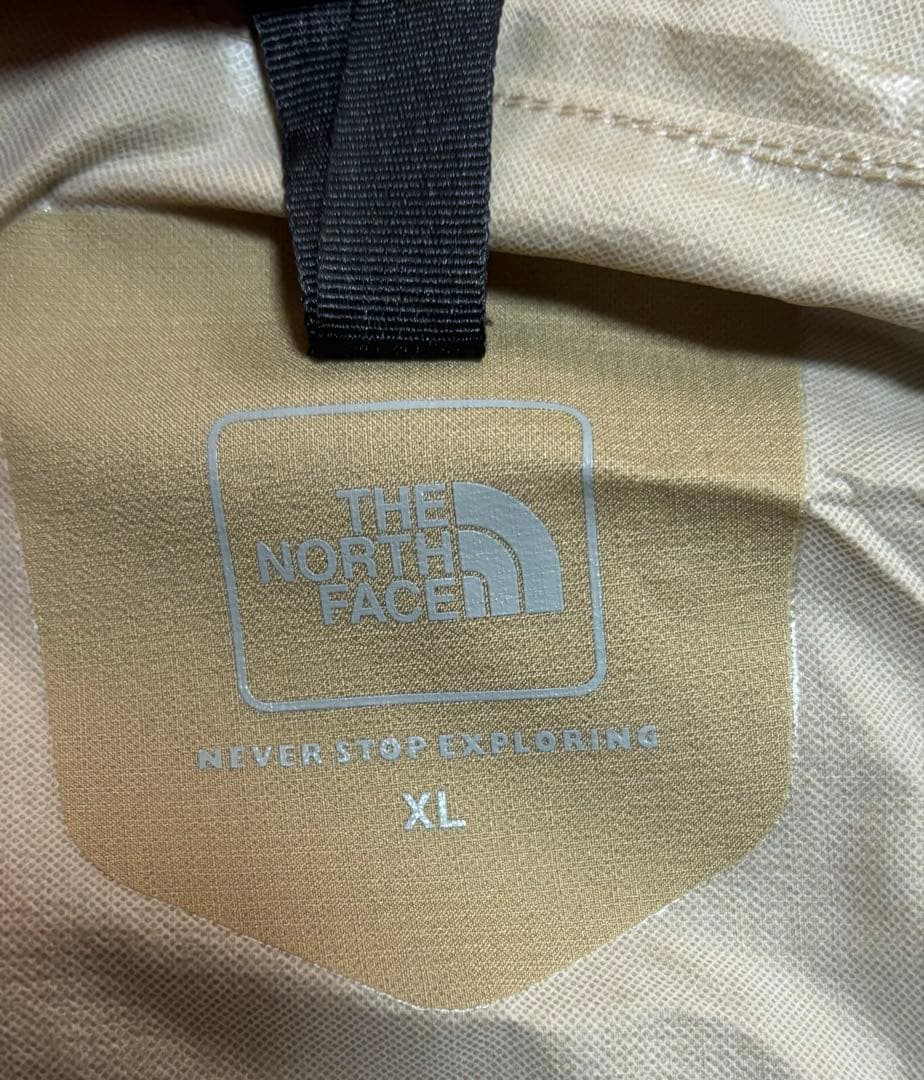 THE
NORTH
FACE
NEVER STOP EXPLORING
XL